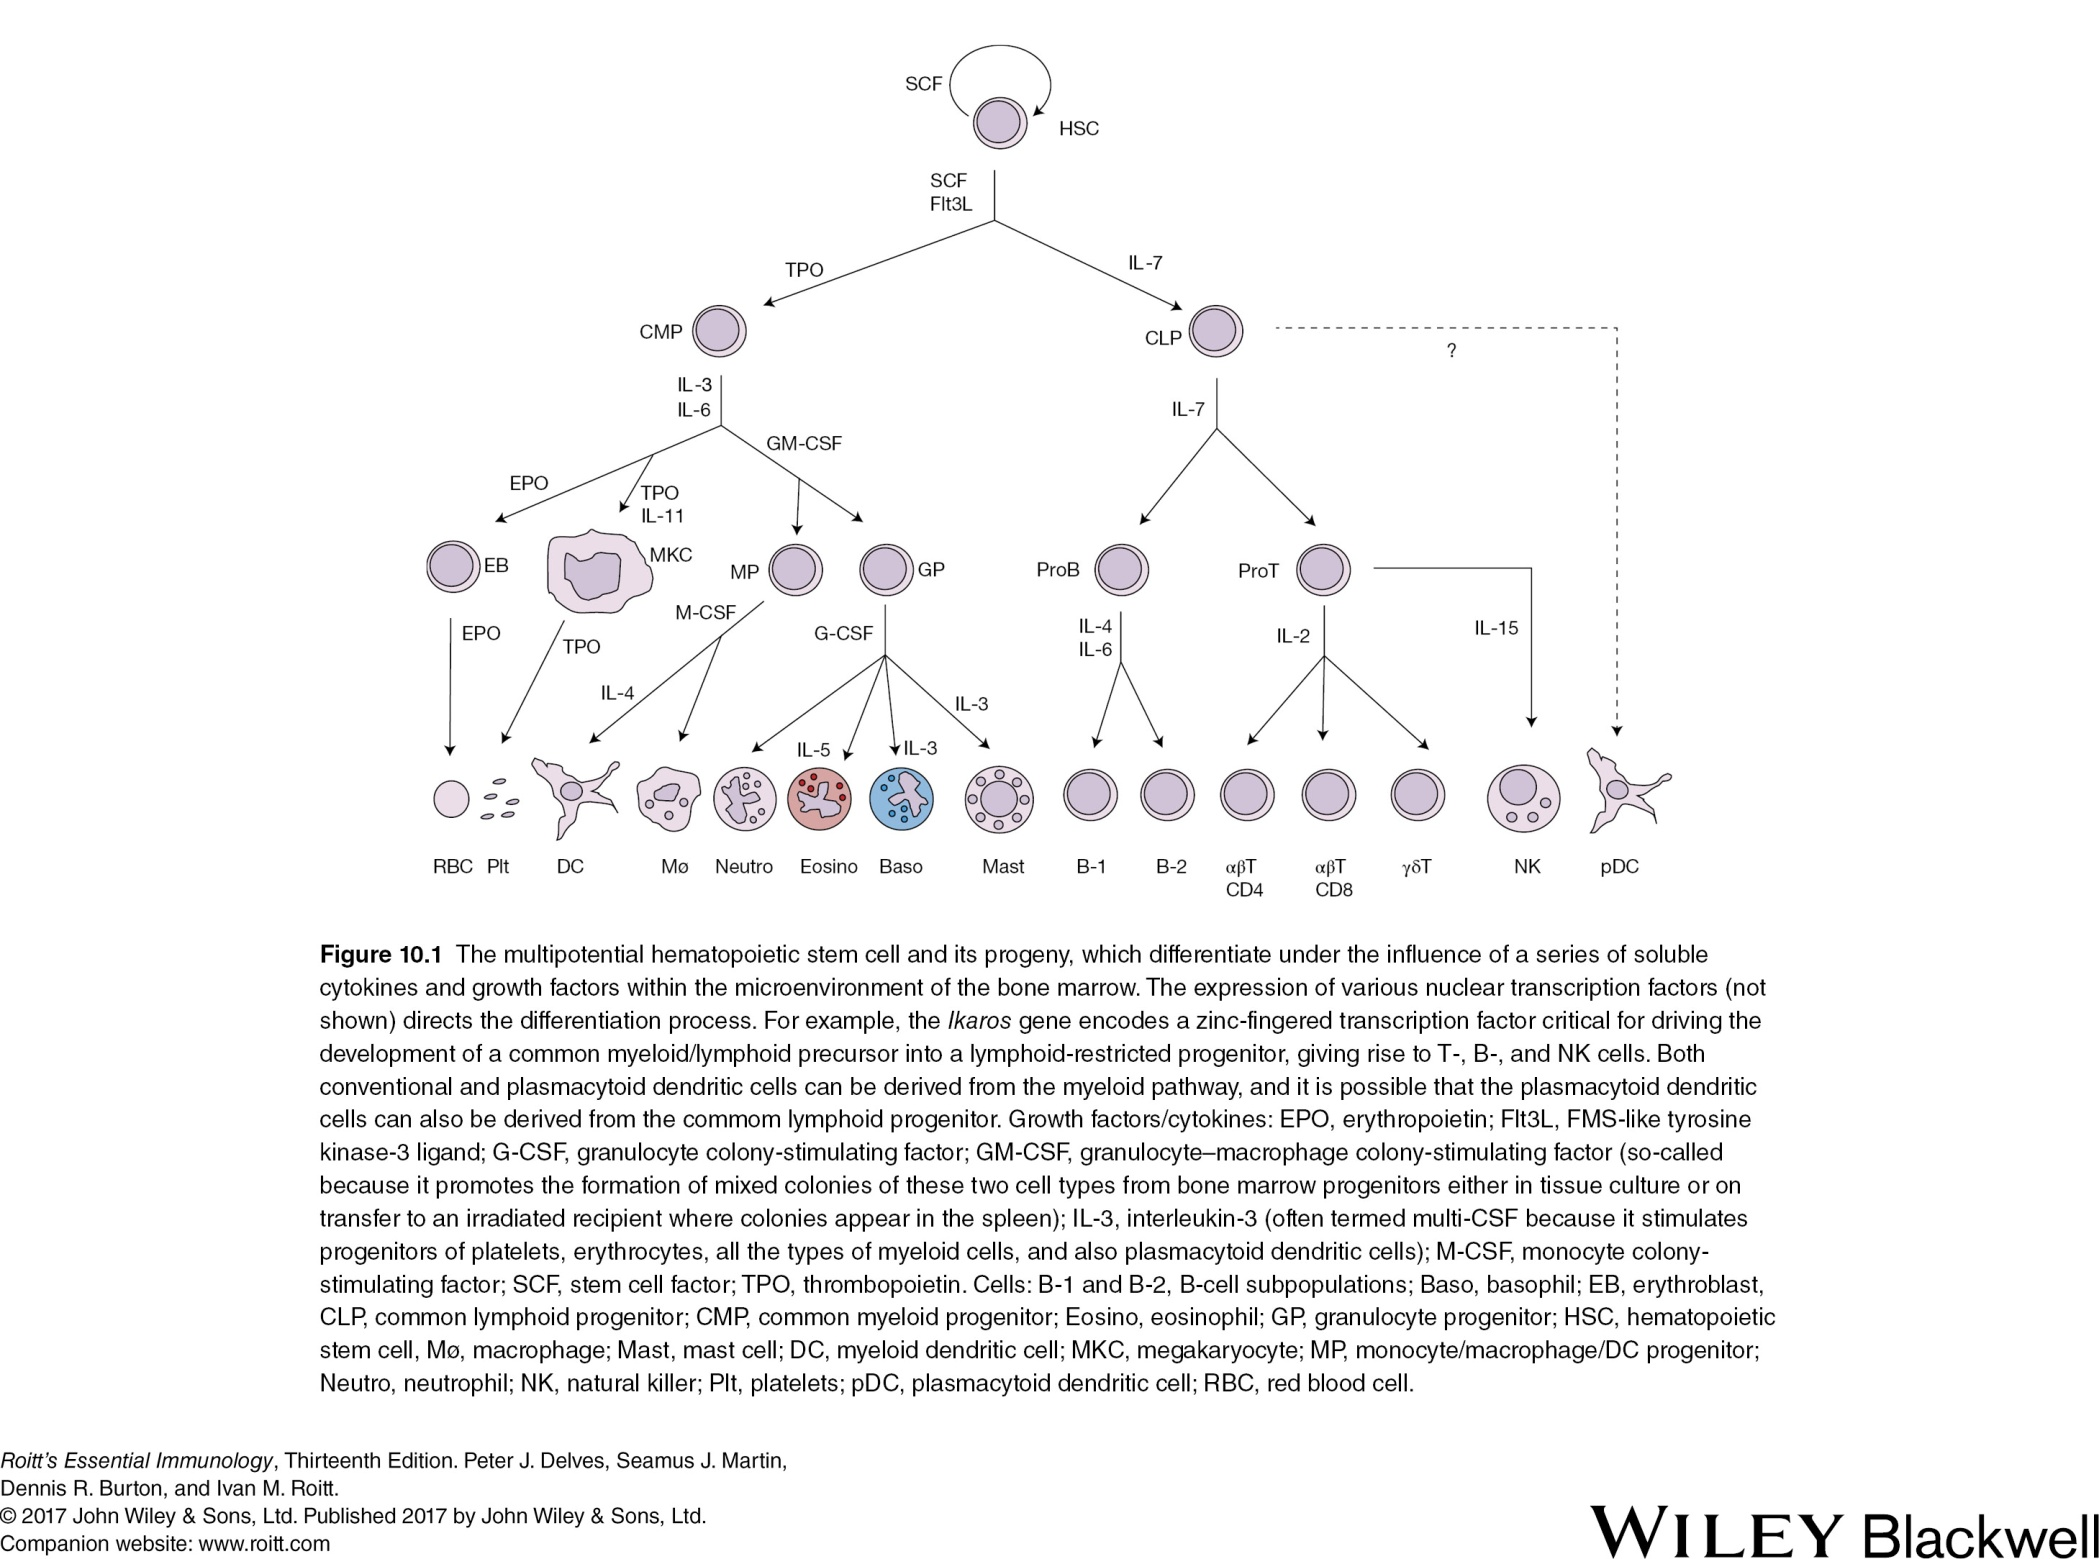 SCF
HSC
SCF
Flt3L
TPO
IL-7
CMP
CLP
?
IL-3
IL-6
IL-7
GM-CSF
EPO
TPO
IL-11
EB
MKC
MP
GP
ProB
ProT
EPO
TPO
M-CSF
G-CSF
IL-4
IL-6
IL-2
IL-15
IL-4
IL-3
IL-5
IL-3
RBC Plt DC Mø Neutro Eosino Baso Mast B-1 B-2 αβT αβT γδT NK pDC
CD4 CD8
Figure 10.1 The multipotential hematopoietic stem cell and its progeny, which differentiate under the influence of a series of soluble
cytokines and growth factors within the microenvironment of the bone marrow. The expression of various nuclear transcription factors (not
shown) directs the differentiation process. For example, the Ikaros gene encodes a zinc-fingered transcription factor critical for driving the
development of a common myeloid/lymphoid precursor into a lymphoid-restricted progenitor, giving rise to T-, B-, and NK cells. Both
conventional and plasmacytoid dendritic cells can be derived from the myeloid pathway, and it is possible that the plasmacytoid dendritic
cells can also be derived from the commom lymphoid progenitor. Growth factors/cytokines: EPO, erythropoietin; Flt3L, FMS-like tyrosine
kinase-3 ligand; G-CSF, granulocyte colony-stimulating factor; GM-CSF, granulocyte–macrophage colony-stimulating factor (so-called
because it promotes the formation of mixed colonies of these two cell types from bone marrow progenitors either in tissue culture or on
transfer to an irradiated recipient where colonies appear in the spleen); IL-3, interleukin-3 (often termed multi-CSF because it stimulates
progenitors of platelets, erythrocytes, all the types of myeloid cells, and also plasmacytoid dendritic cells); M-CSF, monocyte colony-
stimulating factor; SCF, stem cell factor; TPO, thrombopoietin. Cells: B-1 and B-2, B-cell subpopulations; Baso, basophil; EB, erythroblast,
CLP, common lymphoid progenitor; CMP, common myeloid progenitor; Eosino, eosinophil; GP, granulocyte progenitor; HSC, hematopoietic
stem cell, Mø, macrophage; Mast, mast cell; DC, myeloid dendritic cell; MKC, megakaryocyte; MP, monocyte/macrophage/DC progenitor;
Neutro, neutrophil; NK, natural killer; Plt, platelets; pDC, plasmacytoid dendritic cell; RBC, red blood cell.
Roitt's Essential Immunology, Thirteenth Edition. Peter J. Delves, Seamus J. Martin,
Dennis R. Burton, and Ivan M. Roitt.
© 2017 John Wiley & Sons, Ltd. Published 2017 by John Wiley & Sons, Ltd.
Companion website: www.roitt.com
WILEY Blackwell